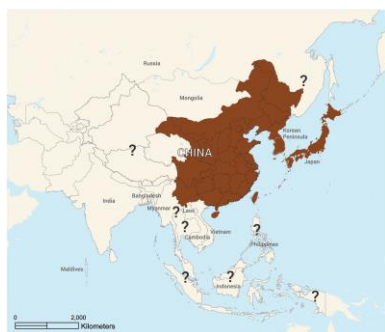 Russia
?
Mongolia
Korean
Peninsula
Japan
CHINA
?
India
Bangladesh
Myanmar
Laos
?
?
Vietnam
Cambodia
?
Philippines
Maldives
?
?
Indonesia
?
0 2,000
Kilometers